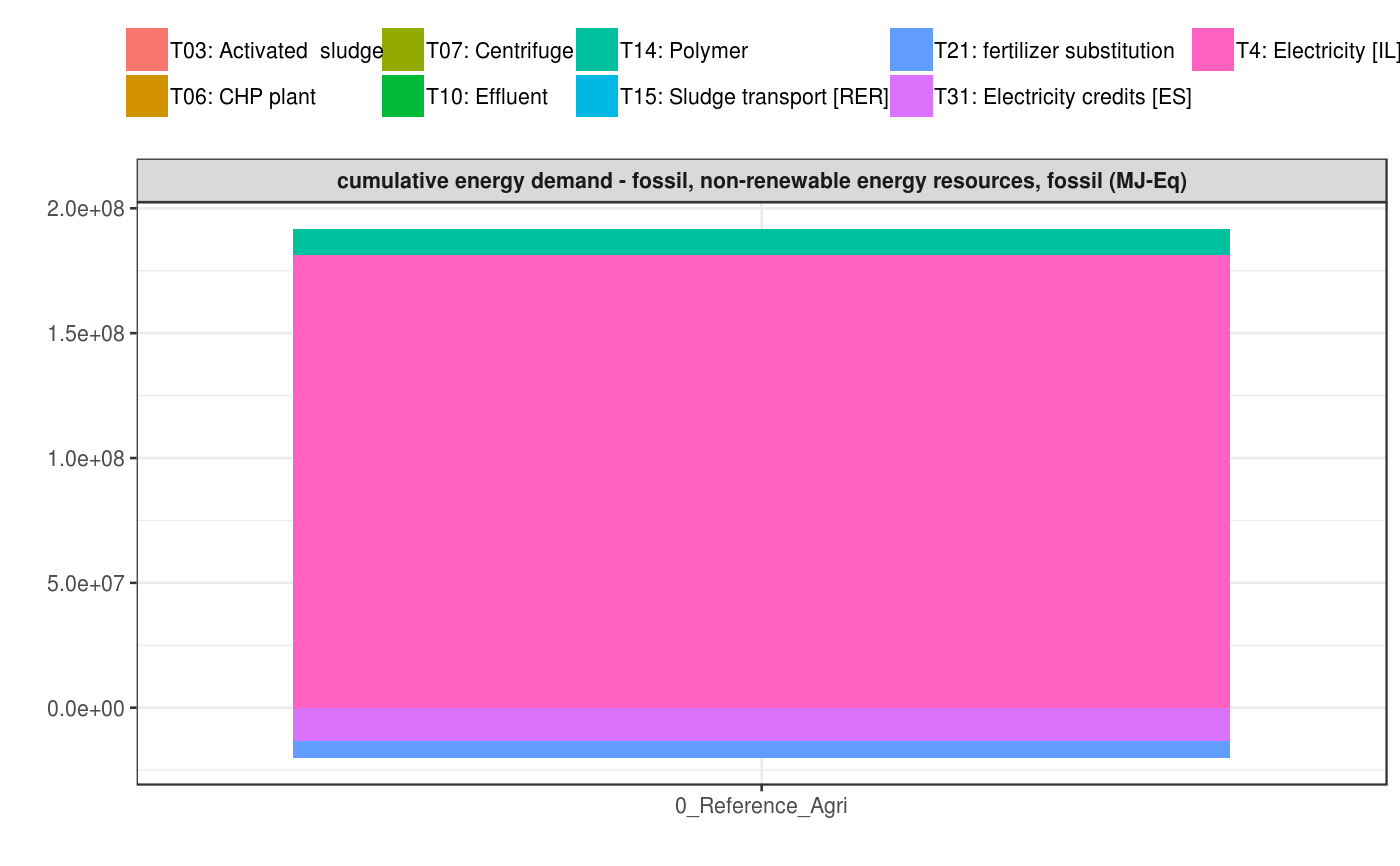 T03: Activated  sludge T07: Centrifuge T14: Polymer T21: fertilizer substitution T4: Electricity [IL]
T06: CHP plant T10: Effluent T15: Sludge transport [RER] T31: Electricity credits [ES]
cumulative energy demand - fossil, non-renewable energy resources, fossil (MJ-Eq)
2.0e+08
1.5e+08
1.0e+08
5.0e+07
0.0e+00
0_Reference_Agri